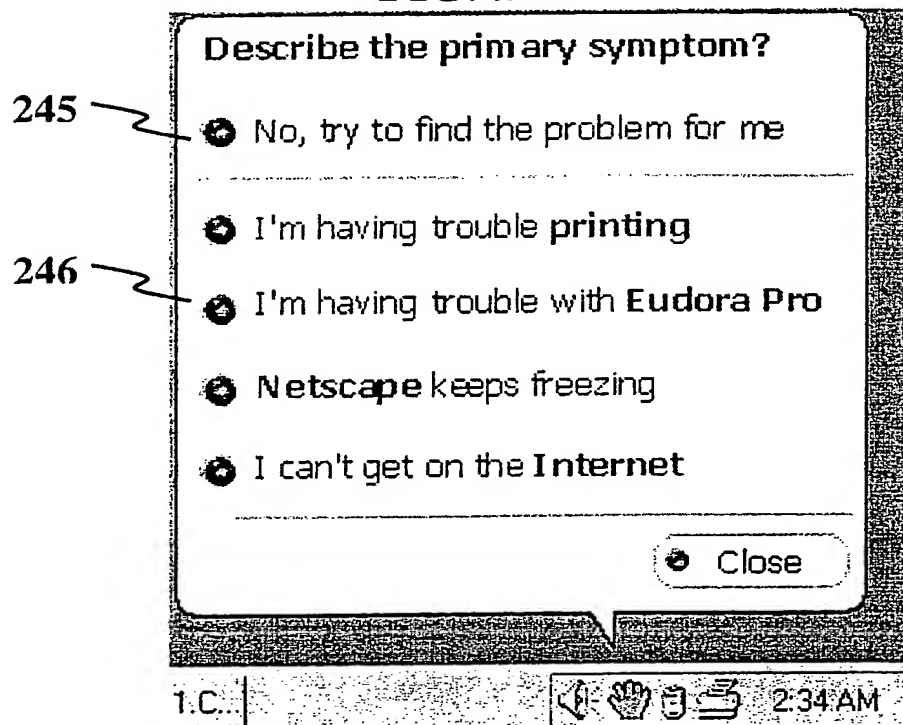 Describe the primary symptom?
245
No, try to find the problem for me
I'm having trouble printing
246
I'm having trouble with Eudora Pro
Netscape keeps freezing
I can't get on the Internet
Close
1.C...
2:34 AM